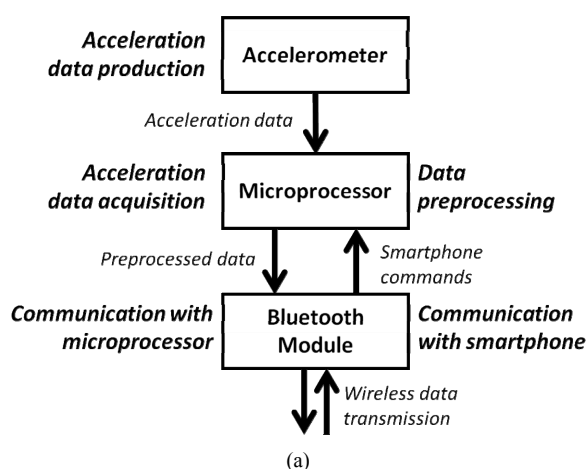 Acceleration
data production
Accelerometer
Acceleration data
Acceleration
data acquisition
Microprocessor
Data
preprocessing
Preprocessed data
Smartphone
commands
Communication with
microprocessor
Bluetooth
Module
Communication
with smartphone
Wireless data
transmission
(a)